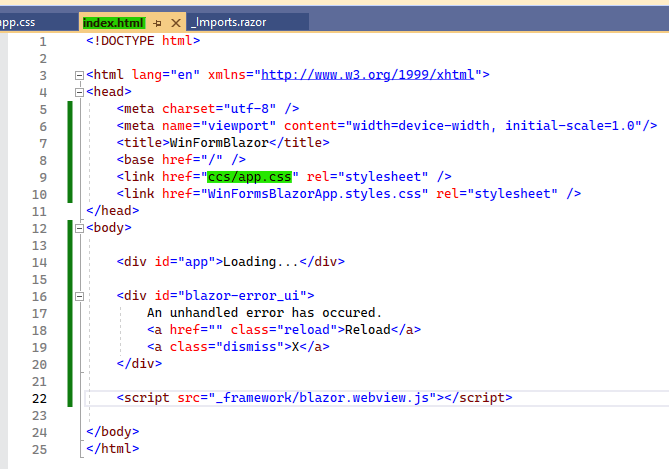 app.css index.html _Imports.razor
1 <!DOCTYPE html>
2
3 <html lang="en" xmlns="http://www.w3.org/1999/xhtml">
4 <head>
5 <meta charset="utf-8" />
6 <meta name="viewport" content="width=device-width, initial-scale=1.0"/>
7 <title>WinFormBlazor</title>
8 <base href="/" />
9 <link href="ccs/app.css" rel="stylesheet" />
10 <link href="WinFormsBlazorApp.styles.css" rel="stylesheet" />
11 </head>
12 <body>
13
14 <div id="app">Loading...</div>
15
16 <div id="blazor-error_ui">
17 An unhandled error has occured.
18 <a href="" class="reload">Reload</a>
19 <a class="dismiss">X</a>
20 </div>
21
22 <script src="_framework/blazor.webview.js"></script>
23
24 </body>
25 </html>